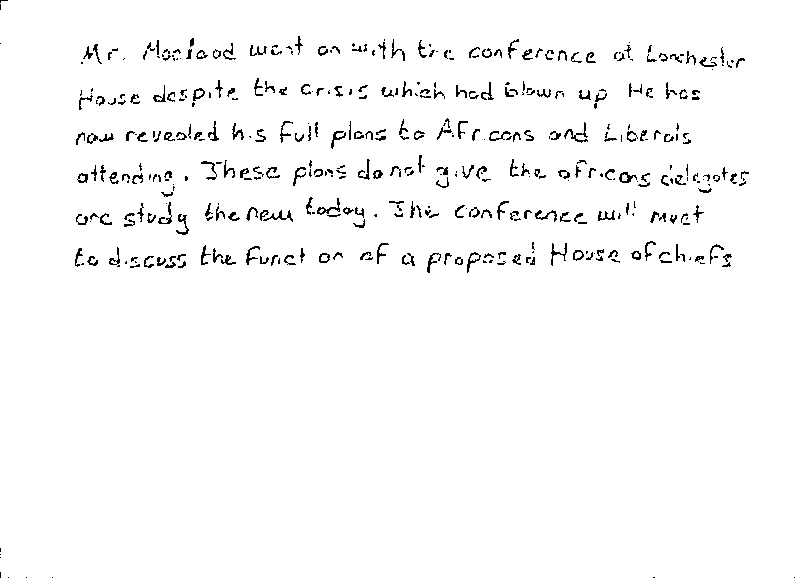 Mr. Macleod went on with the conference at Lanchester
House despite the crisis which had blown up He has
now revealed his full plans to Africans and Liberals
attending. These plans do not give the africans delegates
are study the new today. The conference will meet
to discuss the function of a proposed House of chiefs